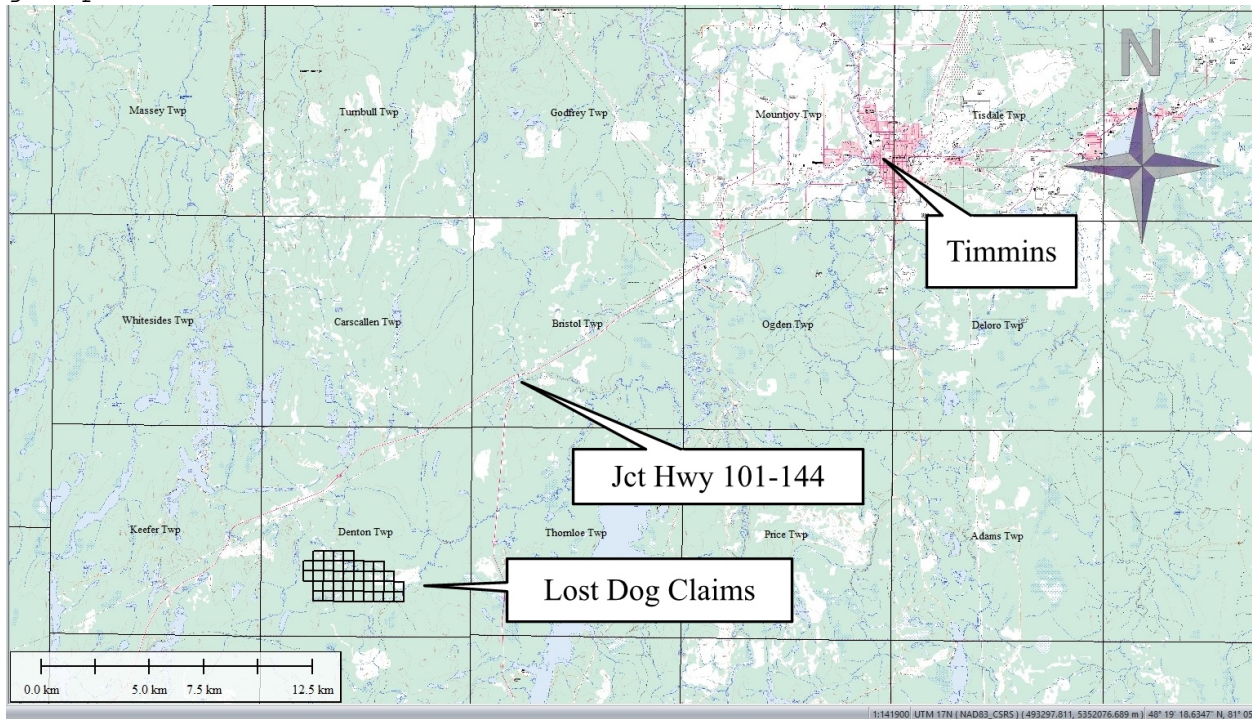 N
Massey Twp
Turnbull Twp
Godfrey Twp
Mountjoy Twp
Tisdale Twp
Timmins
Whitesides Twp
Carscallen Twp
Bristol Twp
Ogden Twp
Deloro Twp
Jct Hwy 101-144
Keefer Twp
Denton Twp
Thorneloe Twp
Price Twp
Adams Twp
Lost Dog Claims
0.0 km 5.0 km 7.5 km 12.5 km
1:141900 UTM 17N ( NAD83_CSRS ) ( 493297.811, 5352076.689 m ) 48° 19' 18.6347" N, 81° 05